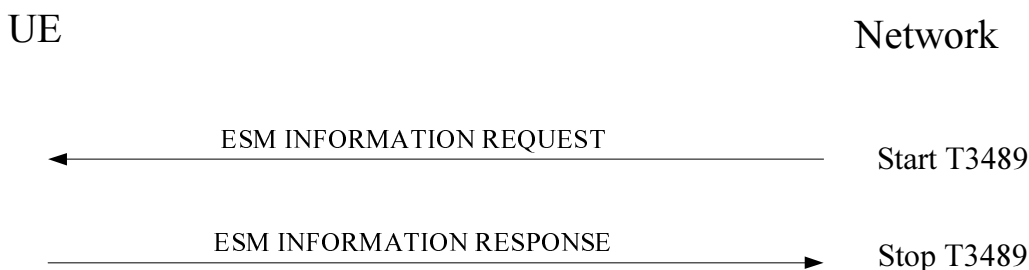 UE
Network
ESM INFORMATION REQUEST
Start T3489
ESM INFORMATION RESPONSE
Stop T3489